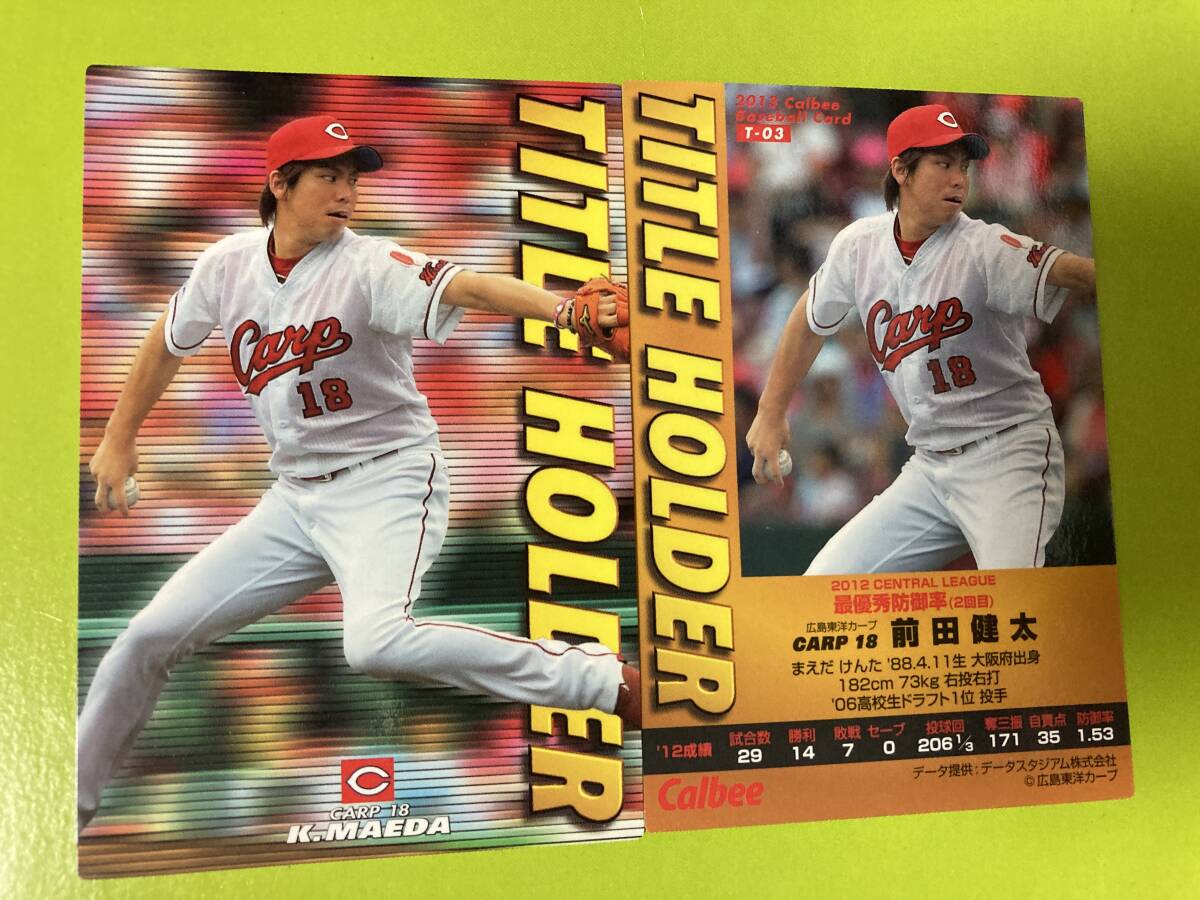 TITLE HOLDER
Carp
18
C
CARP 18
K.MAEDA
TITLE HOLDER
2013 Calbee
Baseball Card
T-03
C
Carp
18
2012 CENTRAL LEAGUE
最優秀防御率(2回目)
広島東洋カープ
CARP 18 前田健太
まえだ けんた '88.4.11生 大阪府出身
182cm 73kg 右投右打
'06高校生ドラフト1位 投手
'12成績 試合数 勝利 敗戦 セーブ 投球回 奪三振 自責点 防御率
29 14 7 0 206 1/3 171 35 1.53
Calbee
データ提供:データスタジアム株式会社
©広島東洋カープ